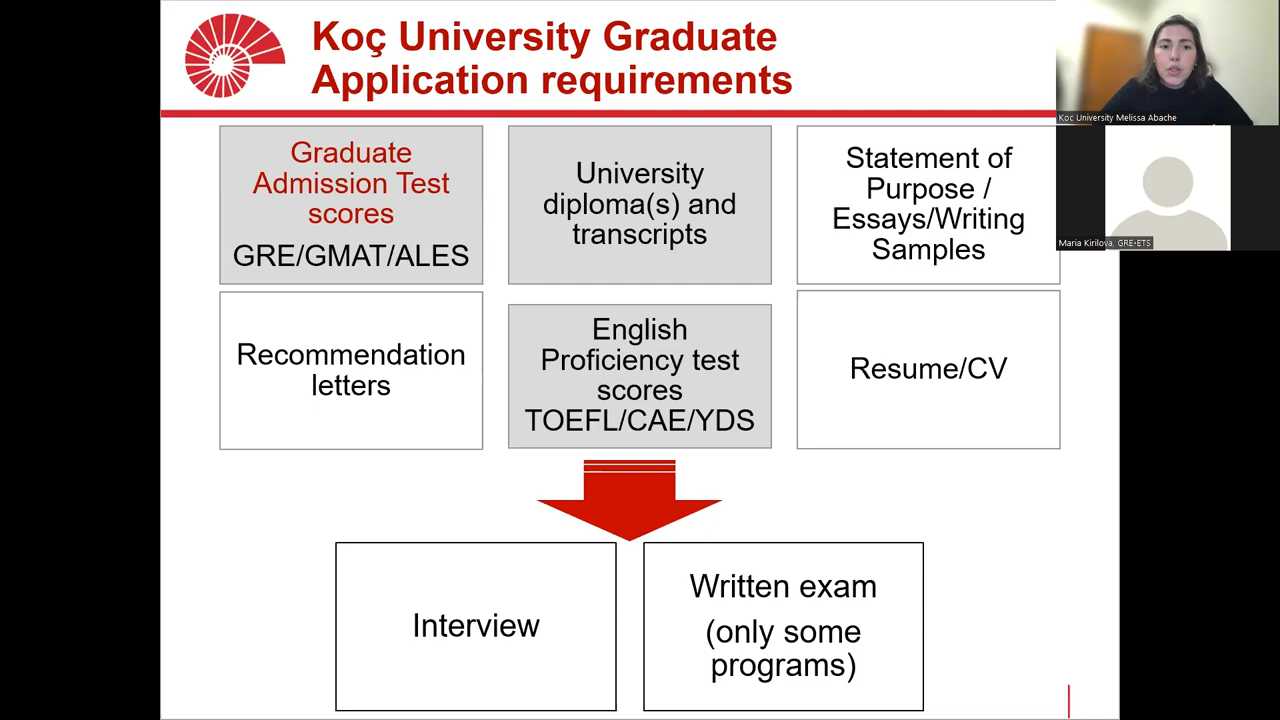 Koç University Graduate
Application requirements
Graduate
Admission Test
scores
GRE/GMAT/ALES
University
diploma(s) and
transcripts
Statement of
Purpose /
Essays/Writing
Samples
Recommendation
letters
English
Proficiency test
scores
TOEFL/CAE/YDS
Resume/CV
Interview
Written exam
(only some
programs)
Koc University Melissa Abache
Maria Kirilova, GRE-ETS